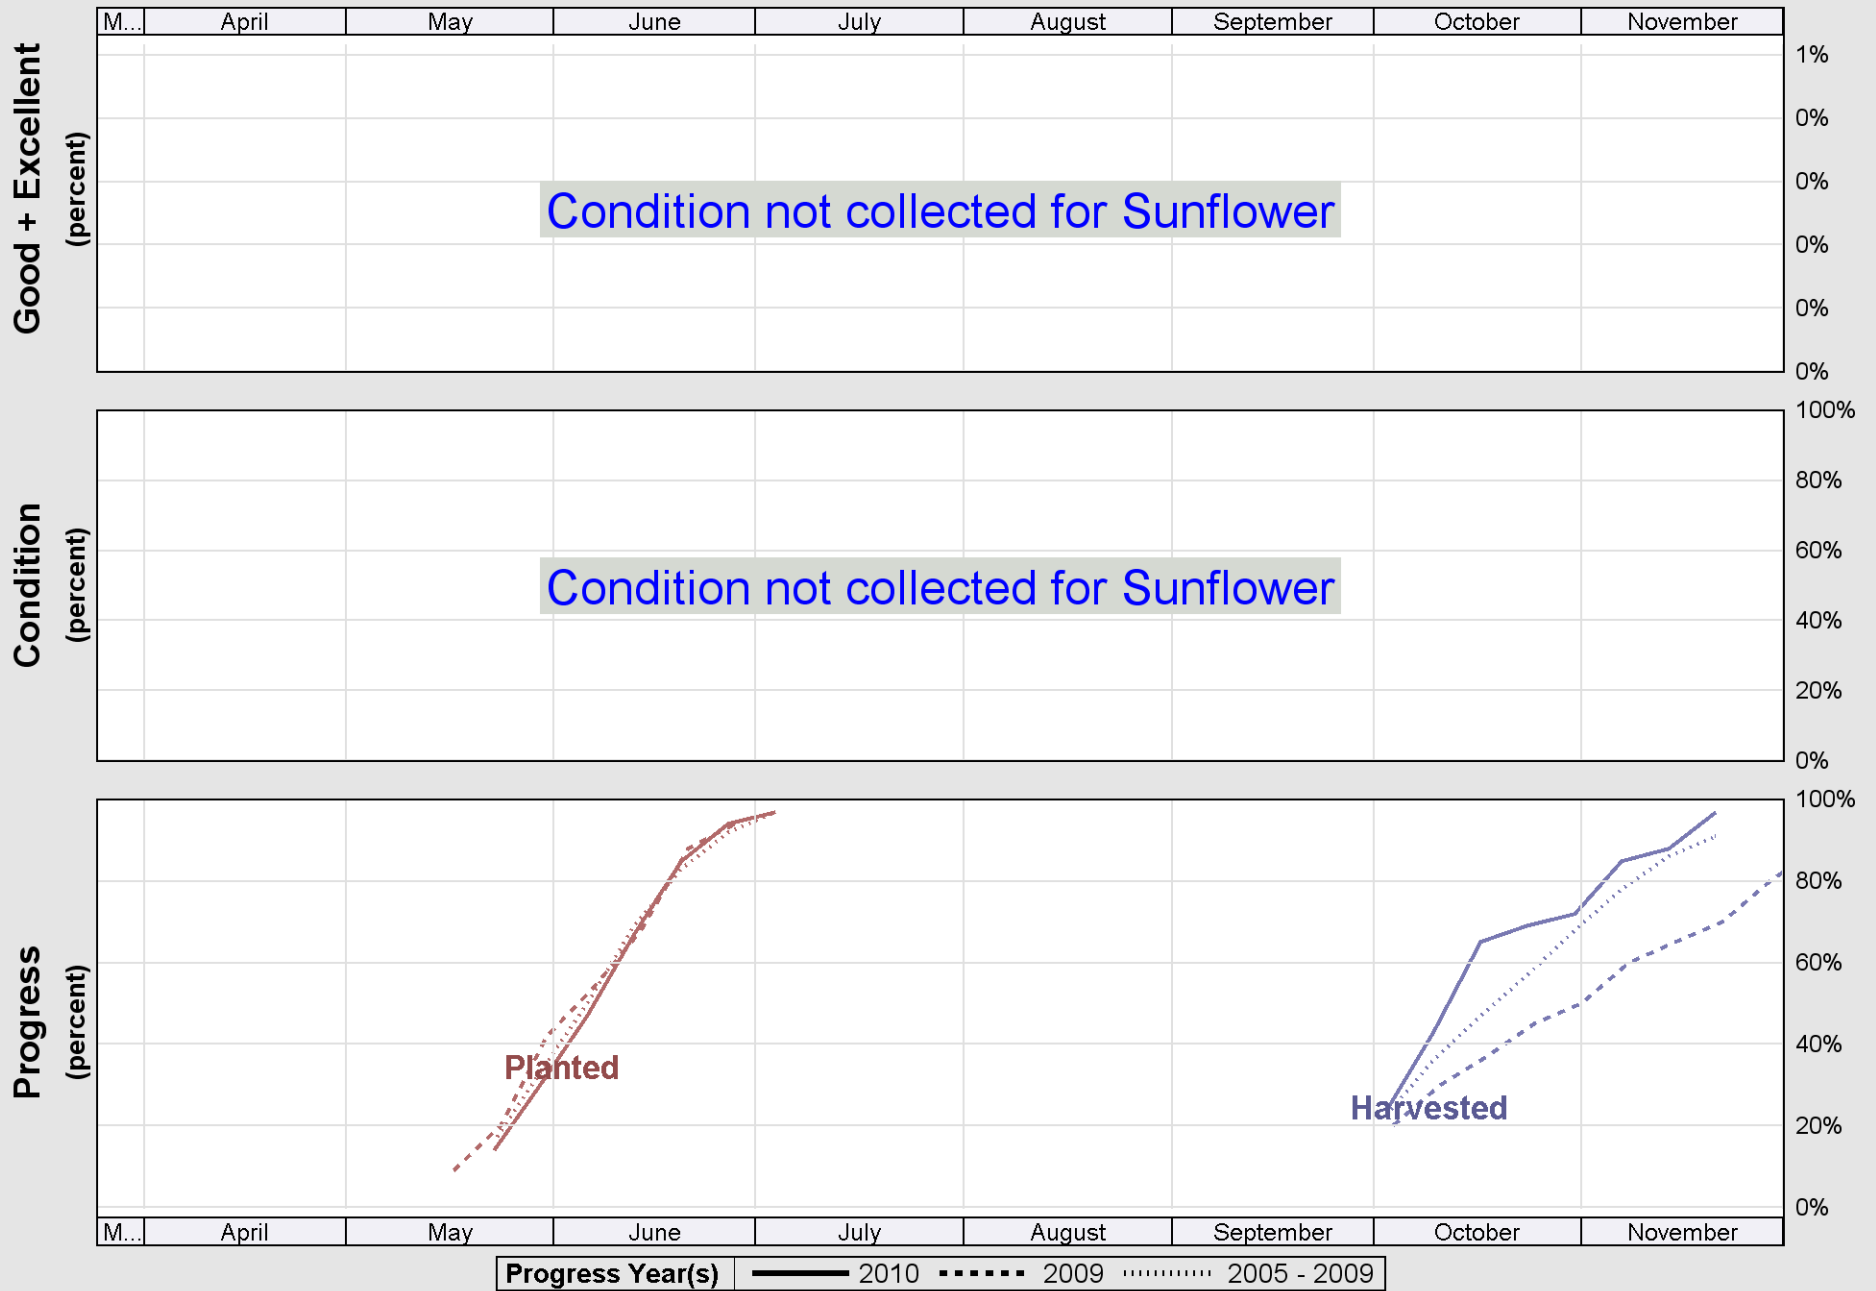 M... April May June July August September October November
Good + Excellent
(percent)
1%
0%
0%
0%
0%
0%
Condition not collected for Sunflower
Condition
(percent)
100%
80%
60%
40%
20%
0%
Condition not collected for Sunflower
Progress
(percent)
100%
80%
60%
40%
20%
0%
Planted
Harvested
M... April May June July August September October November
Progress Year(s) 2010 2009 2005 - 2009